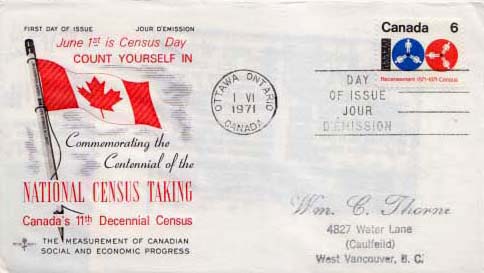 FIRST DAY OF ISSUE JOUR D'EMISSION
June 1st is Census Day
COUNT YOURSELF IN
Commemorating the
Centennial of the
NATIONAL CENSUS TAKING
Canada's 11th Decennial Census
THE MEASUREMENT OF CANADIAN
SOCIAL AND ECONOMIC PROGRESS
OTTAWA ONTARIO
1 VI
1971
CANADA
Canada 6
Recensement 1871-1971 Census
DAY
OF ISSUE
JOUR
D'EMISSION
Wm. C. Thorne
4827 Water Lane
(Caulfeild)
West Vancouver, B. C.